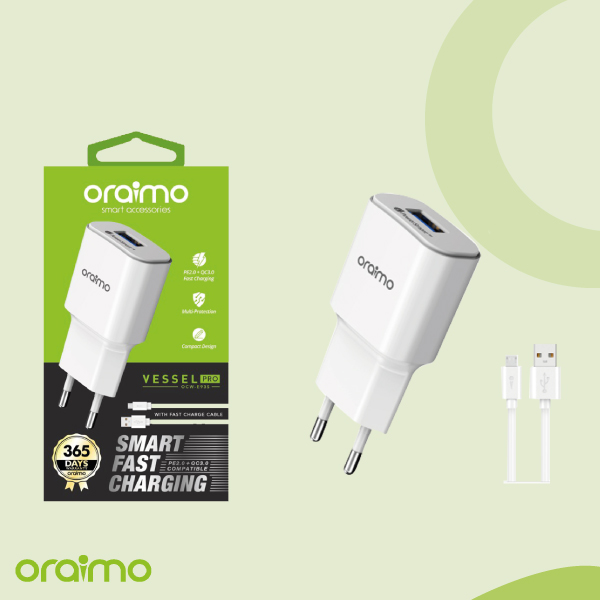 oraimo
smart accessories
oraimo
PE2.0 + QC3.0
Fast Charging
Multi-Protection
Compact Design
VESSEL PRO
OCW-E93S
WITH FAST CHARGE CABLE
365
DAYS
oraimo
SMART
FAST
CHARGING
PE2.0 + QC3.0
COMPATIBLE
oraimo
oraimo